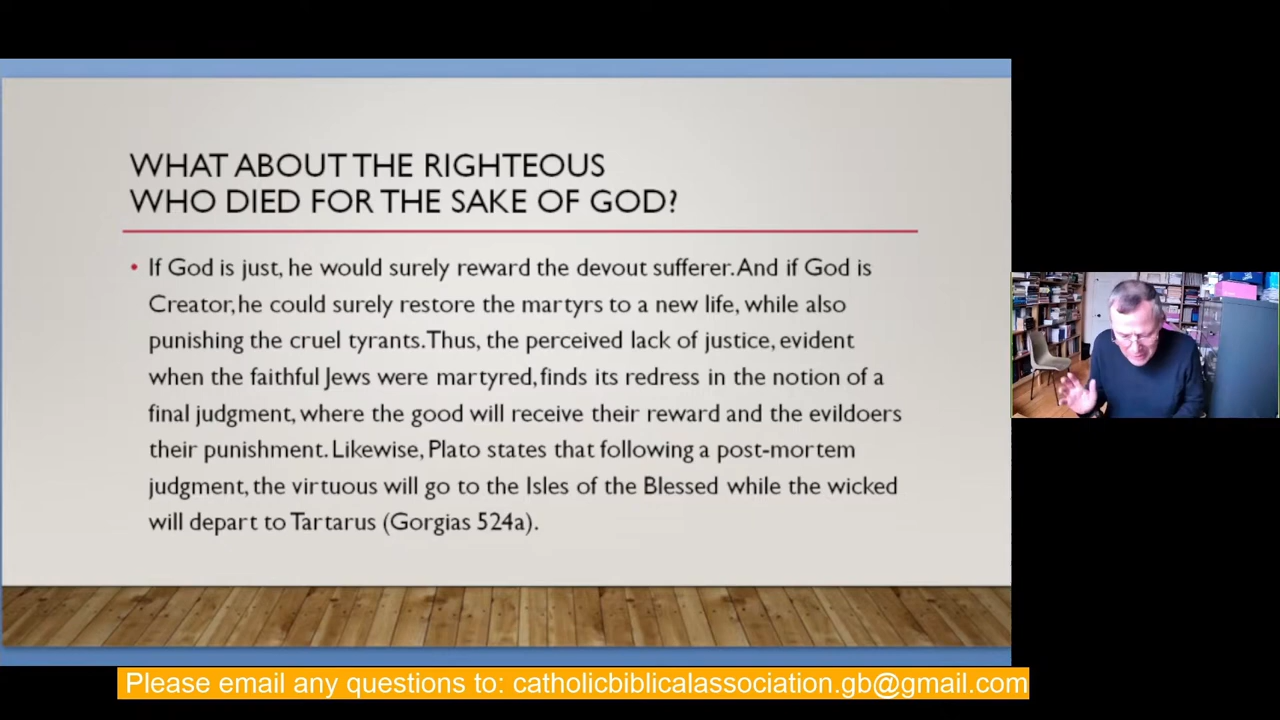 WHAT ABOUT THE RIGHTEOUS
WHO DIED FOR THE SAKE OF GOD?
• If God is just, he would surely reward the devout sufferer. And if God is
Creator, he could surely restore the martyrs to a new life, while also
punishing the cruel tyrants. Thus, the perceived lack of justice, evident
when the faithful Jews were martyred, finds its redress in the notion of a
final judgment, where the good will receive their reward and the evildoers
their punishment. Likewise, Plato states that following a post-mortem
judgment, the virtuous will go to the Isles of the Blessed while the wicked
will depart to Tartarus (Gorgias 524a).
Please email any questions to: catholicbiblicalassociation.gb@gmail.com